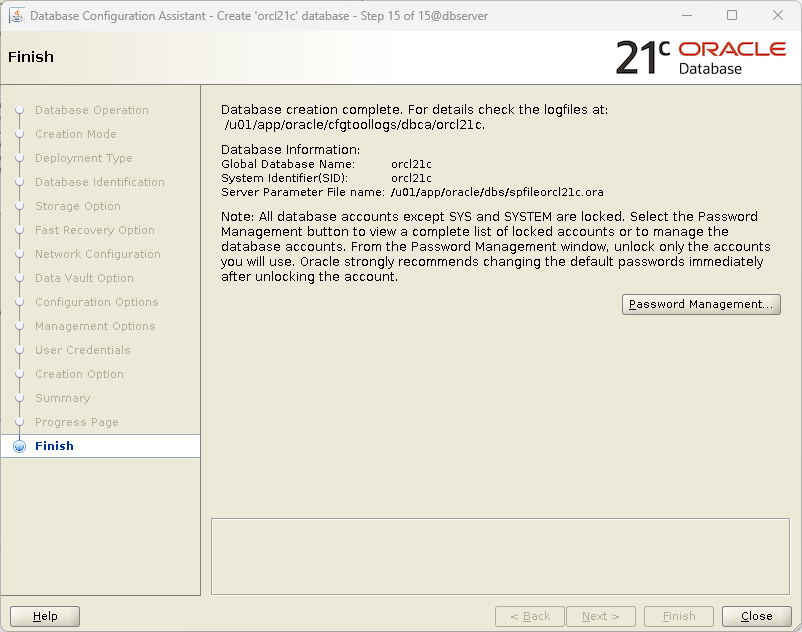 Database Configuration Assistant - Create 'orcl21c' database - Step 15 of 15@dbserver
Finish
21c ORACLE
Database
Database Operation
Creation Mode
Deployment Type
Database Identification
Storage Option
Fast Recovery Option
Network Configuration
Data Vault Option
Configuration Options
Management Options
User Credentials
Creation Option
Summary
Progress Page
Finish
Database creation complete. For details check the logfiles at:
/u01/app/oracle/cfgtoollogs/dbca/orcl21c.
Database Information:
Global Database Name: orcl21c
System Identifier(SID): orcl21c
Server Parameter File name: /u01/app/oracle/dbs/spfileorcl21c.ora
Note: All database accounts except SYS and SYSTEM are locked. Select the Password
Management button to view a complete list of locked accounts or to manage the
database accounts. From the Password Management window, unlock only the accounts
you will use. Oracle strongly recommends changing the default passwords immediately
after unlocking the account.
Password Management...
Help
< Back
Next >
Finish
Close